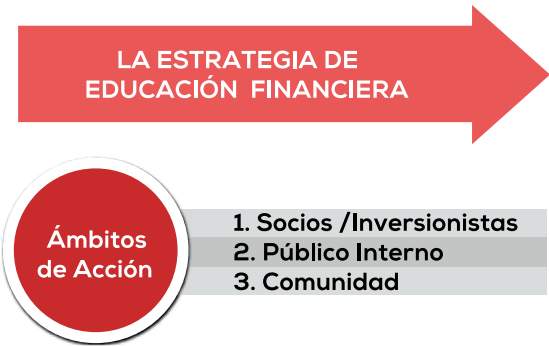 LA ESTRATEGIA DE
EDUCACIÓN FINANCIERA
Ámbitos
de Acción
1. Socios /Inversionistas
2. Público Interno
3. Comunidad